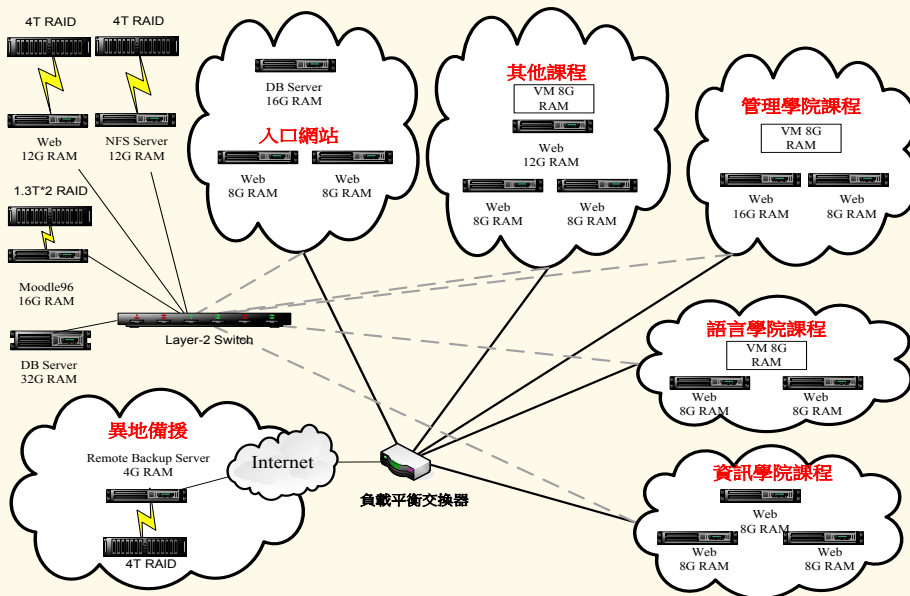 4T RAID
4T RAID
Web
12G RAM
NFS Server
12G RAM
1.3T*2 RAID
Moodle96
16G RAM
DB Server
32G RAM
Layer-2 Switch
DB Server
16G RAM
入口網站
Web
8G RAM
Web
8G RAM
其他課程
VM 8G
RAM
Web
12G RAM
Web
8G RAM
Web
8G RAM
管理學院課程
VM 8G
RAM
Web
16G RAM
Web
8G RAM
語言學院課程
VM 8G
RAM
Web
8G RAM
Web
8G RAM
資訊學院課程
Web
8G RAM
Web
8G RAM
Web
8G RAM
異地備援
Remote Backup Server
4G RAM
4T RAID
Internet
負載平衡交換器